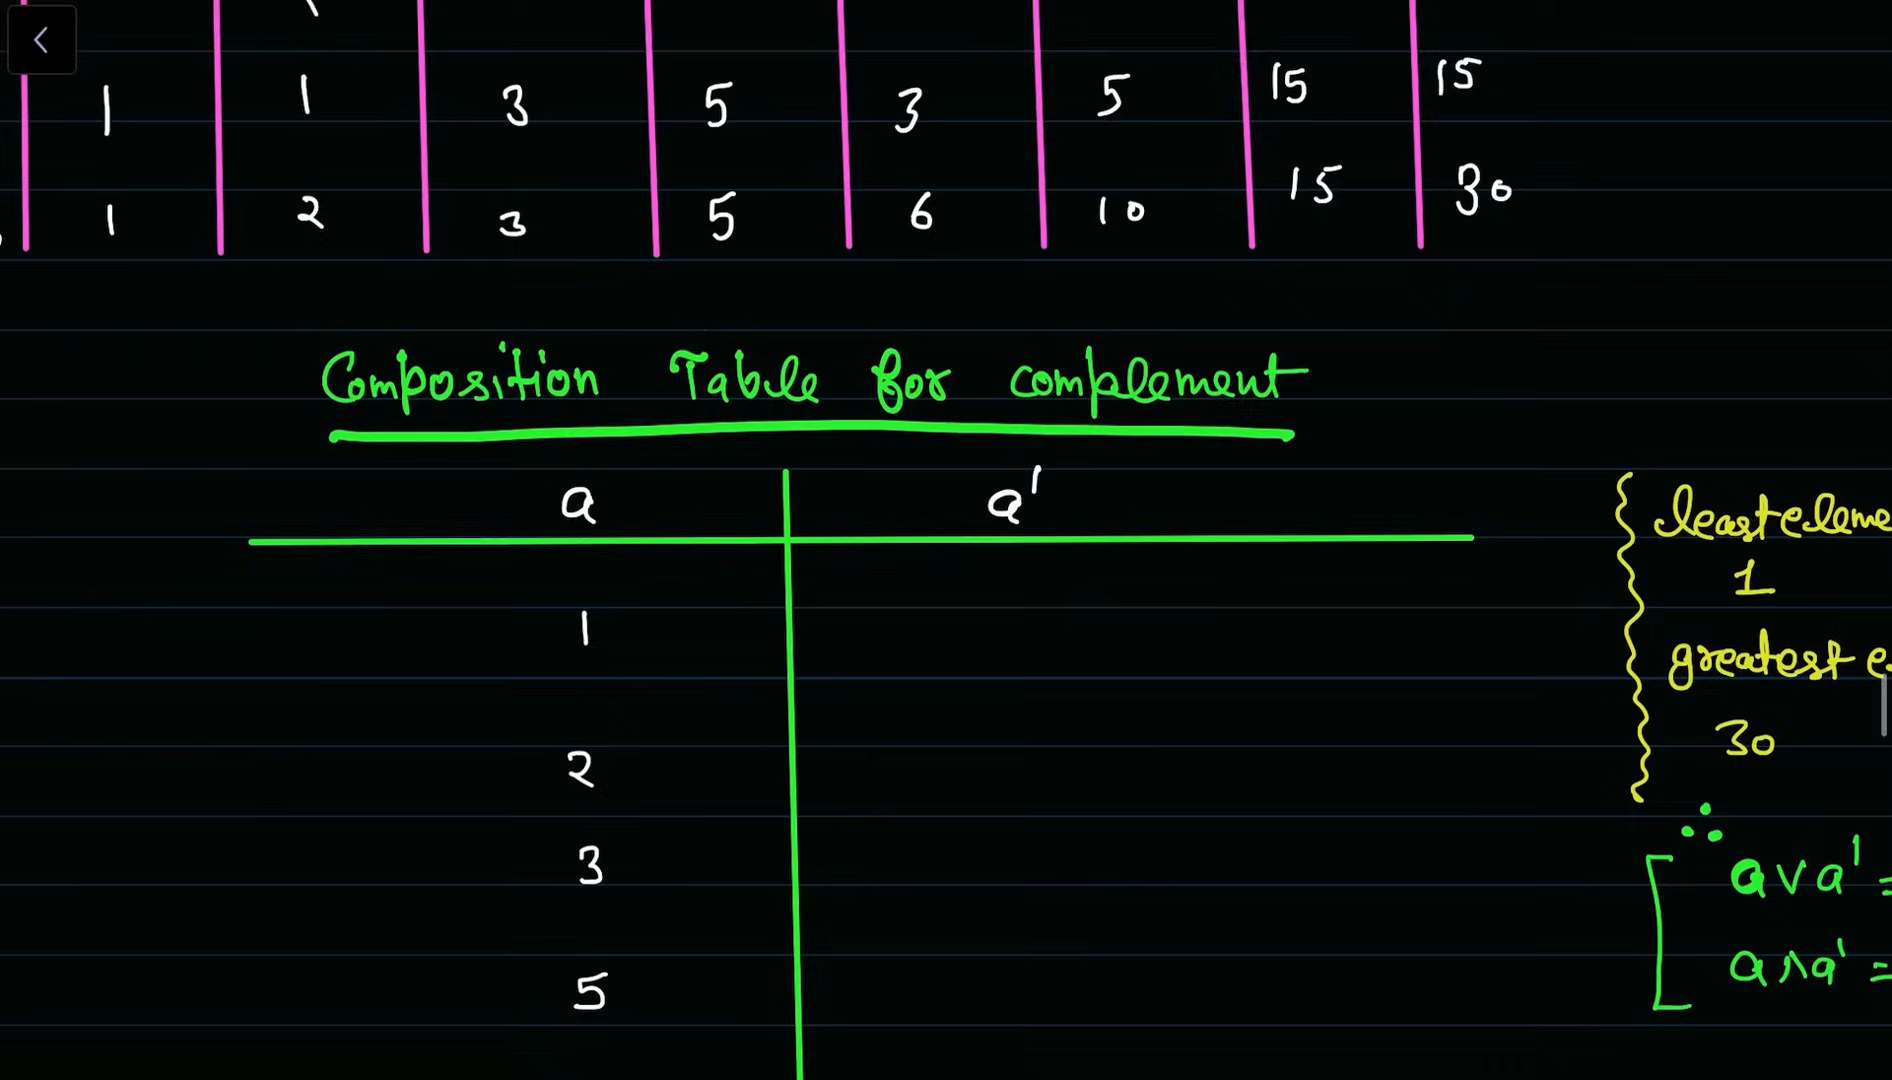 1 1 3 5 3 5 15 15
1 2 3 5 6 10 15 30
Composition Table for complement
a a'
1
2
3
5
least eleme
1
greatest e
30
∴ a∨a' =
a∧a' =